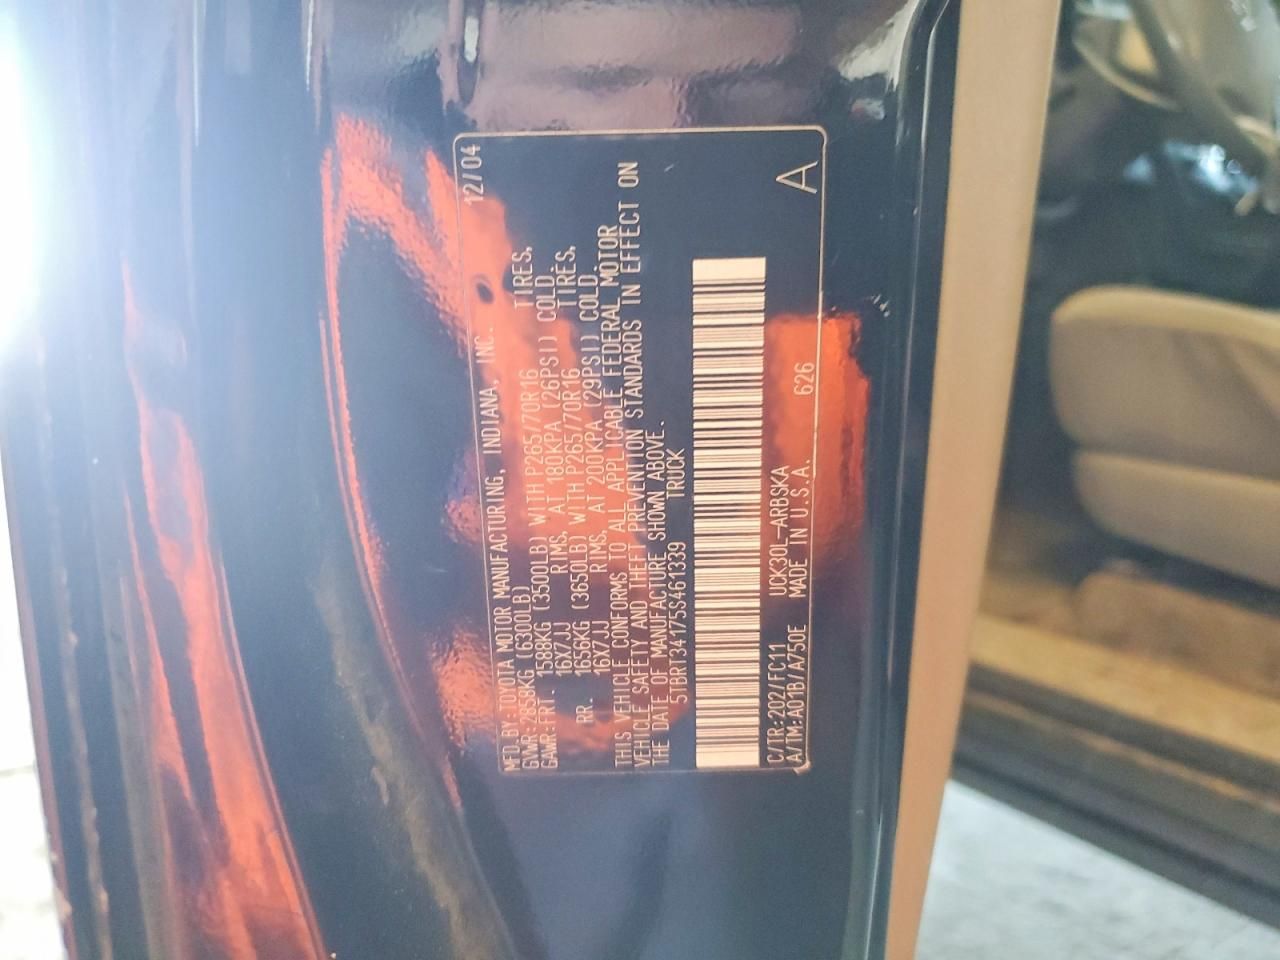 MFD.BY:TOYOTA MOTOR MANUFACTURING, INDIANA, INC. 12/04
GVWR:2858KG (6300LB)
GAWR:FRT. 1588KG (3500LB) WITH P265/70R16 TIRES,
16X7JJ RIMS, AT 180KPA (26PSI) COLD.
RR. 1656KG (3650LB) WITH P265/70R16 TIRES,
16X7JJ RIMS, AT 200KPA (29PSI) COLD.
THIS VEHICLE CONFORMS TO ALL APPLICABLE FEDERAL MOTOR
VEHICLE SAFETY AND THEFT PREVENTION STANDARDS IN EFFECT ON
THE DATE OF MANUFACTURE SHOWN ABOVE.
5TBRT34175S461339 TRUCK
C/TR:202/FC11 UCK30L-ARBSKA A
A/TM:A01B/A750E MADE IN U.S.A. 626